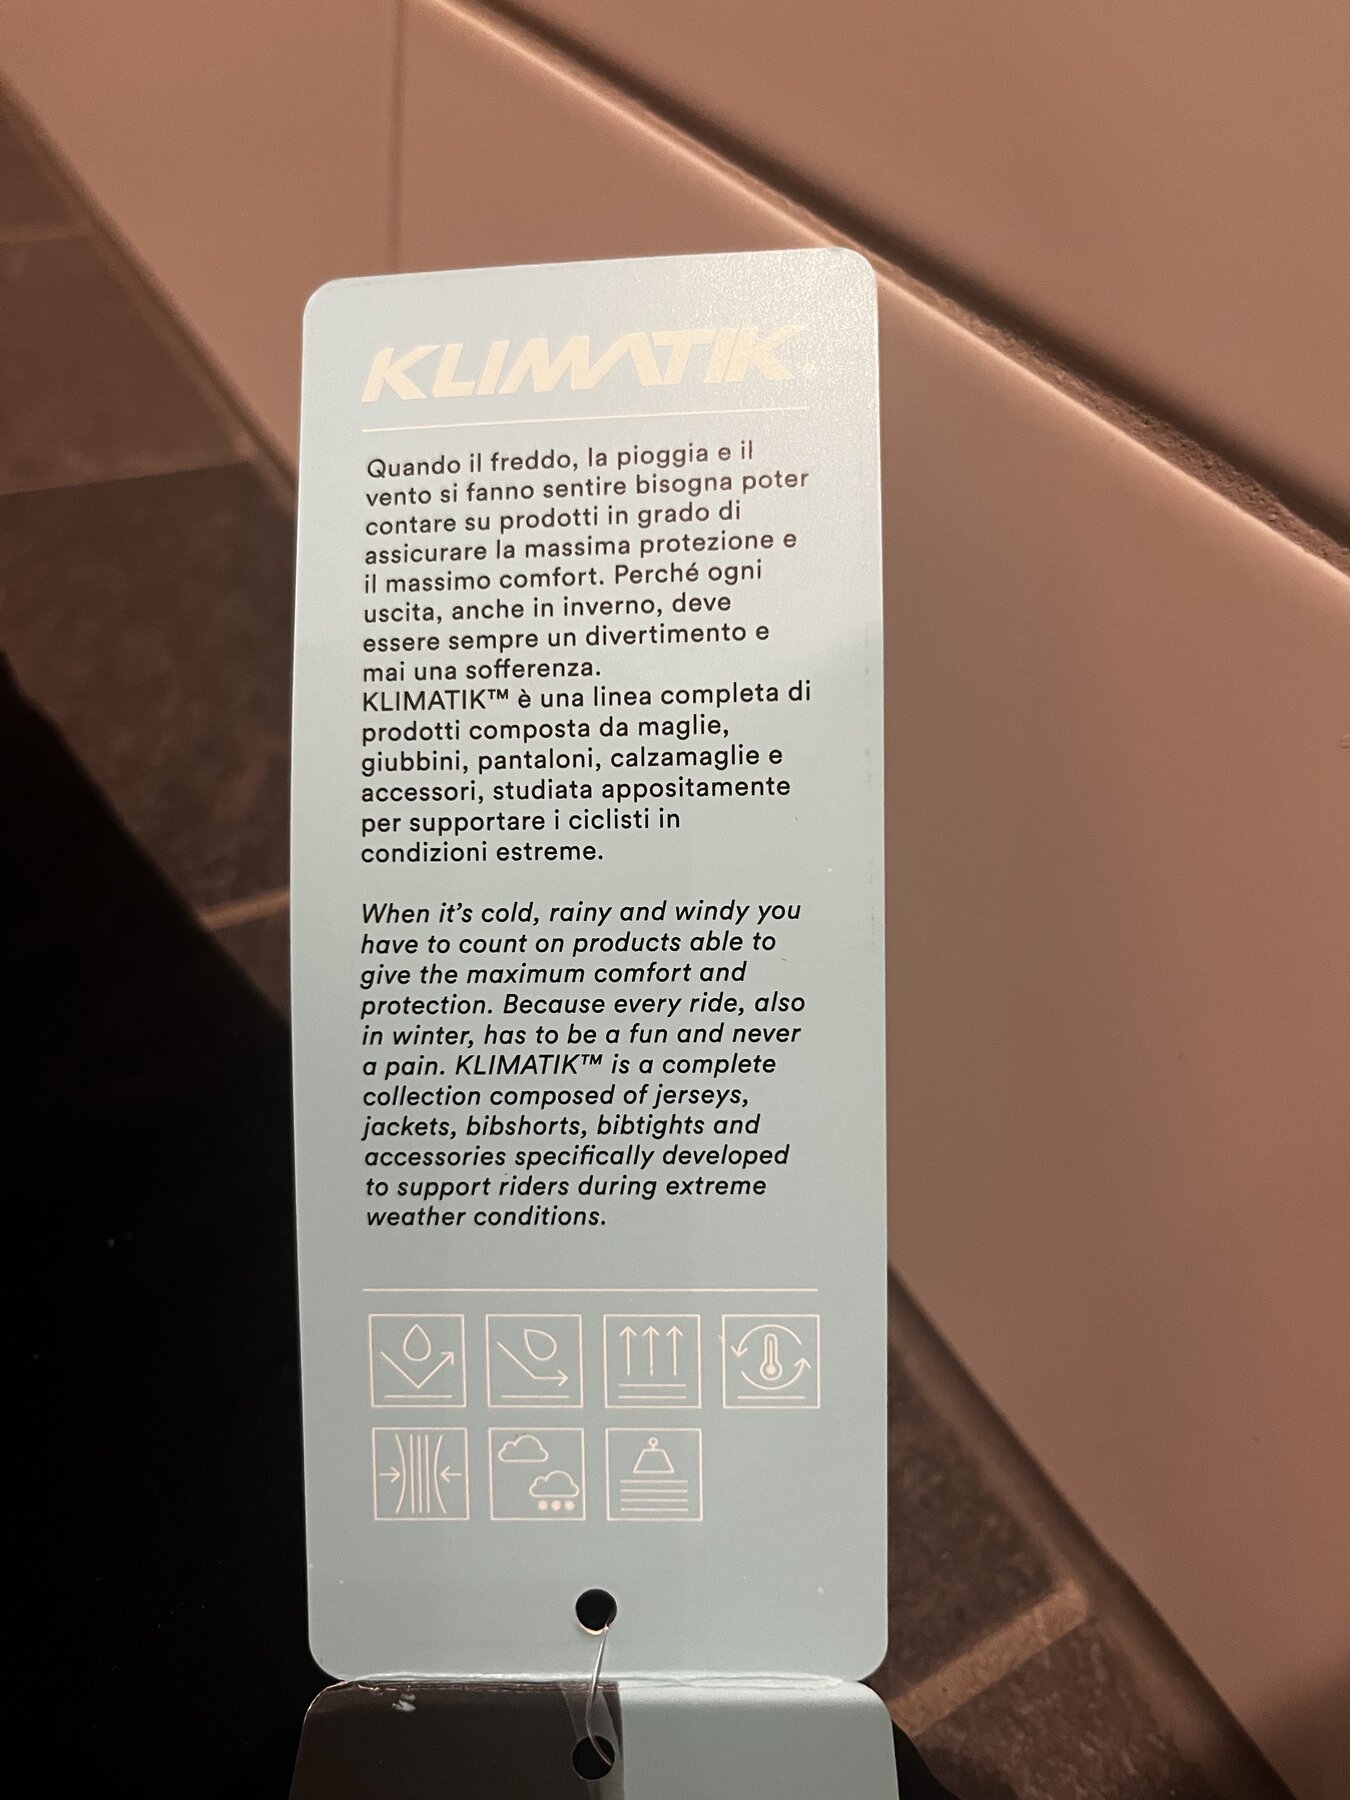 KLIMATIK
Quando il freddo, la pioggia e il
vento si fanno sentire bisogna poter
contare su prodotti in grado di
assicurare la massima protezione e
il massimo comfort. Perché ogni
uscita, anche in inverno, deve
essere sempre un divertimento e
mai una sofferenza.
KLIMATIK™ è una linea completa di
prodotti composta da maglie,
giubbini, pantaloni, calzamaglie e
accessori, studiata appositamente
per supportare i ciclisti in
condizioni estreme.
When it's cold, rainy and windy you
have to count on products able to
give the maximum comfort and
protection. Because every ride, also
in winter, has to be a fun and never
a pain. KLIMATIK™ is a complete
collection composed of jerseys,
jackets, bibshorts, bibtights and
accessories specifically developed
to support riders during extreme
weather conditions.